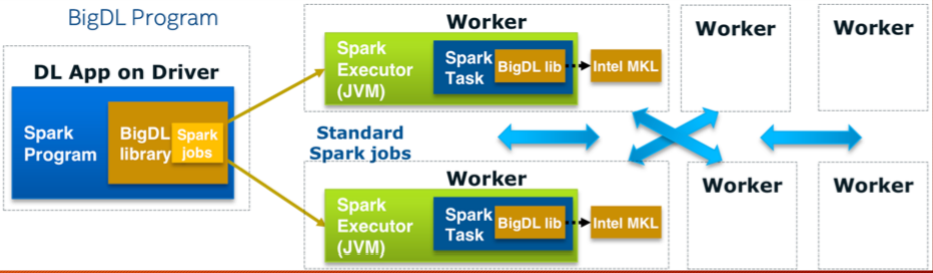 BigDL Program
DL App on Driver
Spark
Program
BigDL
library
Spark
jobs
Worker
Spark
Executor
(JVM)
Spark
Task
BigDL lib
Intel MKL
Worker
Worker
Standard
Spark jobs
Worker
Spark
Executor
(JVM)
Spark
Task
BigDL lib
Intel MKL
Worker
Worker